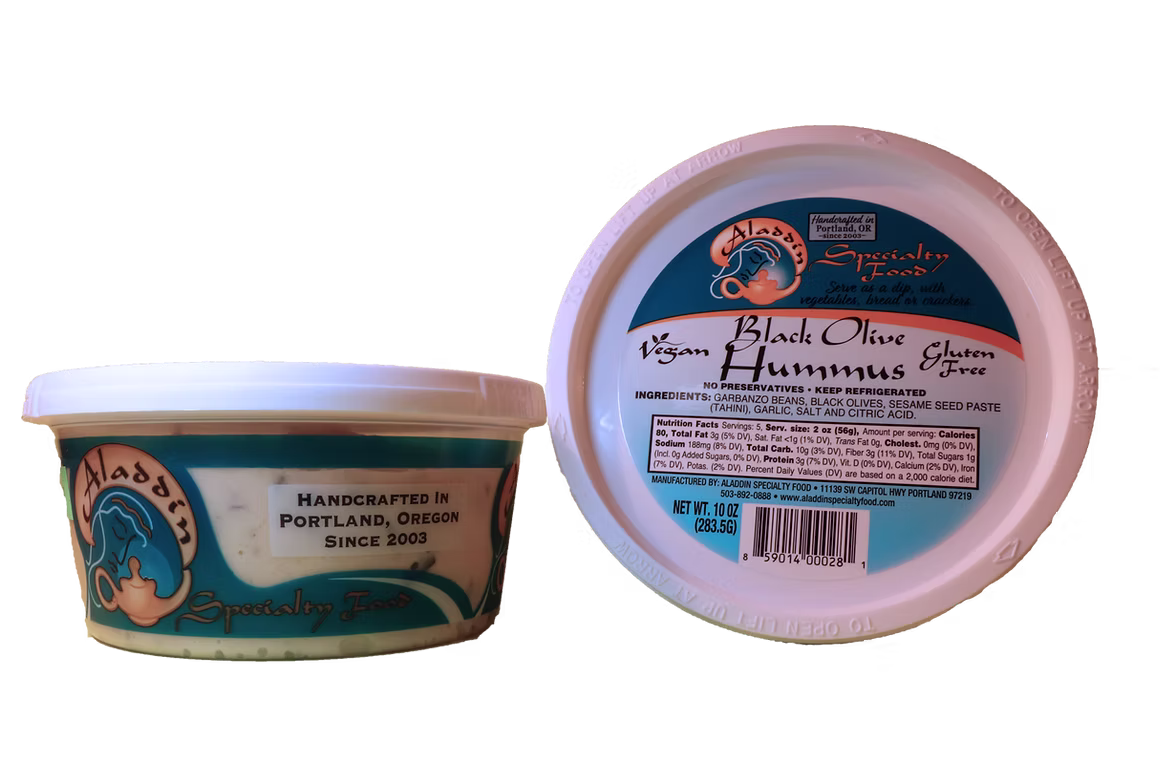 Aladdin
Specialty Food
HANDCRAFTED IN
PORTLAND, OREGON
SINCE 2003
TO OPEN LIFT UP AT ARROW
TO OPEN LIFT UP AT ARROW
TO OPEN LIFT UP AT ARROW
Aladdin
Handcrafted in
Portland, OR
~since 2003~
Specialty
Food
Serve as a dip, with
vegetables, bread or crackers
Vegan
Black Olive
Hummus
Gluten
Free
NO PRESERVATIVES • KEEP REFRIGERATED
INGREDIENTS: GARBANZO BEANS, BLACK OLIVES, SESAME SEED PASTE
(TAHINI), GARLIC, SALT AND CITRIC ACID.
Nutrition Facts Servings: 5, Serv. size: 2 oz (56g), Amount per serving: Calories
80, Total Fat 3g (5% DV), Sat. Fat <1g (1% DV), Trans Fat 0g, Cholest. 0mg (0% DV),
Sodium 188mg (8% DV), Total Carb. 10g (3% DV), Fiber 3g (11% DV), Total Sugars 1g
(Incl. 0g Added Sugars, 0% DV), Protein 3g (7% DV), Vit. D (0% DV), Calcium (2% DV), Iron
(7% DV), Potas. (2% DV). Percent Daily Values (DV) are based on a 2,000 calorie diet.
MANUFACTURED BY: ALADDIN SPECIALTY FOOD • 11139 SW CAPITOL HWY PORTLAND 97219
503-892-0888 • www.aladdinspecialtyfood.com
NET WT. 10 OZ
(283.5G)
8 59014 00028 1